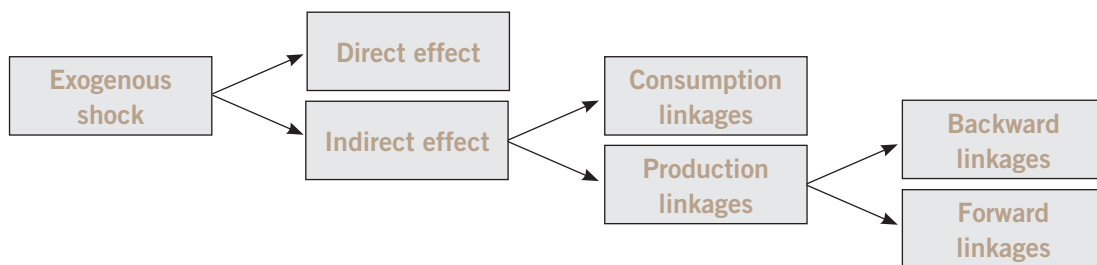 Exogenous
shock
Direct effect
Indirect effect
Consumption
linkages
Production
linkages
Backward
linkages
Forward
linkages